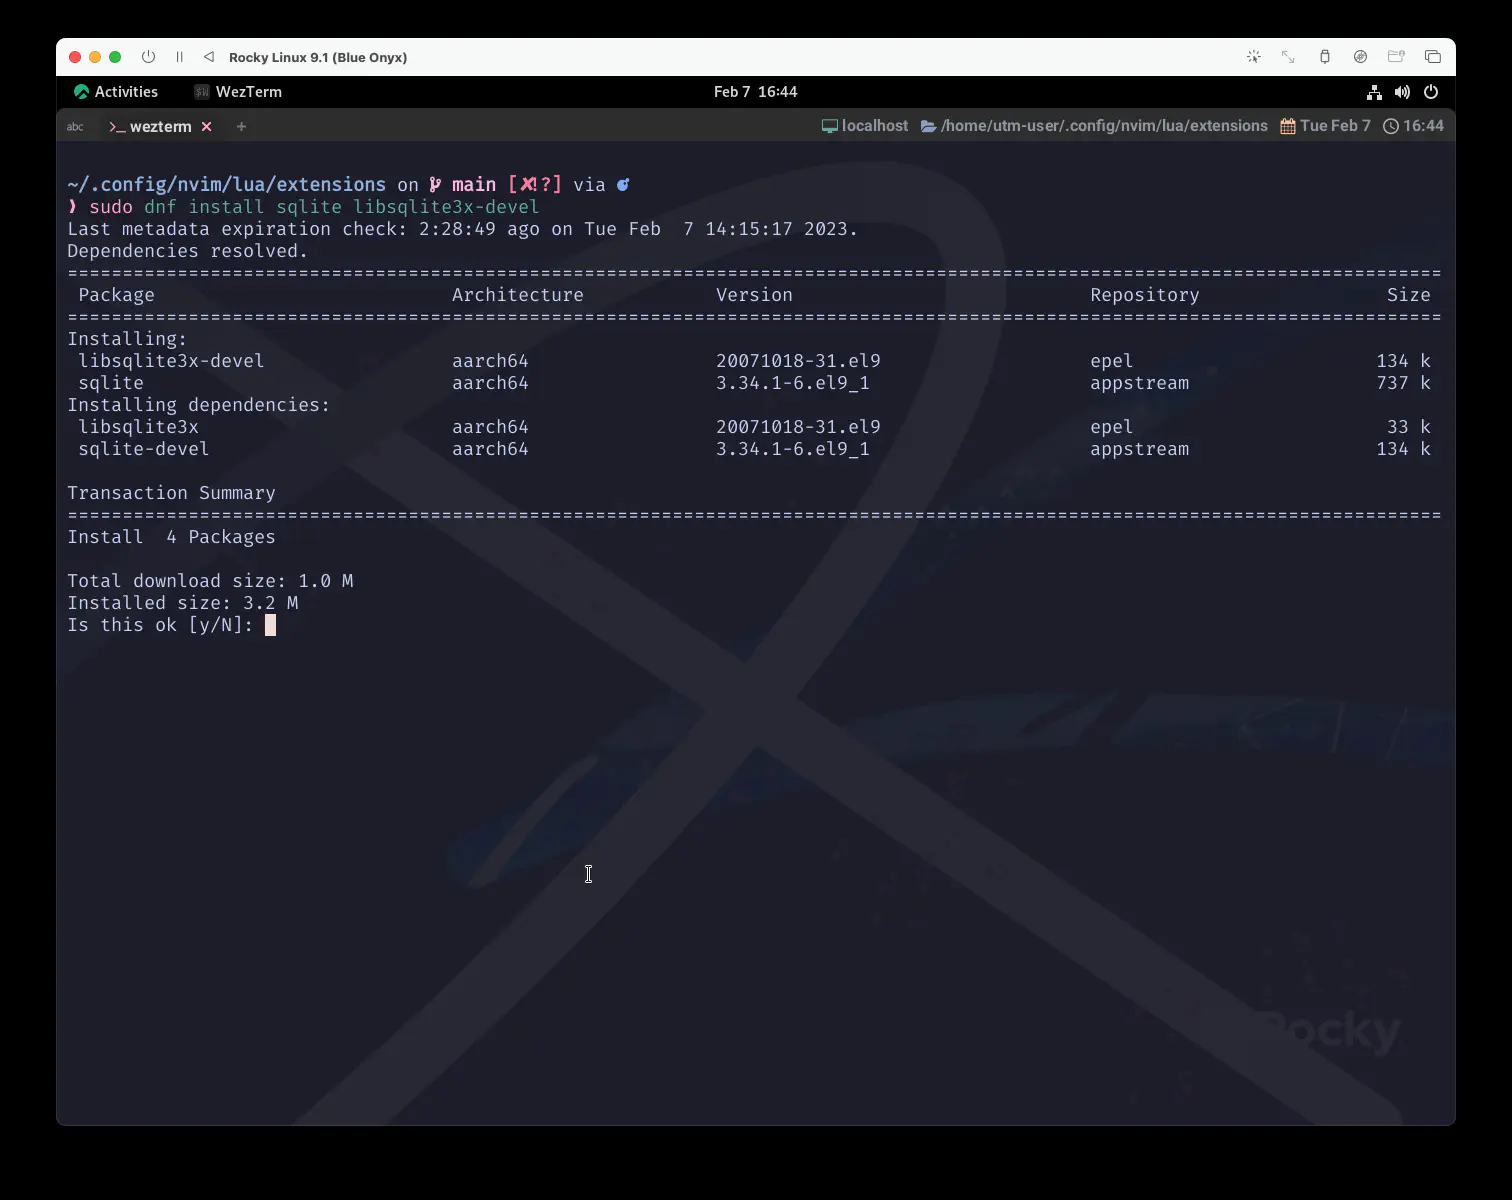 Rocky Linux 9.1 (Blue Onyx)
Activities WezTerm Feb 7 16:44
abc >_ wezterm × + localhost /home/utm-user/.config/nvim/lua/extensions Tue Feb 7 16:44
~/.config/nvim/lua/extensions on main [✘!?] via
❯ sudo dnf install sqlite libsqlite3x-devel
Last metadata expiration check: 2:28:49 ago on Tue Feb  7 14:15:17 2023.
Dependencies resolved.
=============================================================================================================================
Package Architecture Version Repository Size
=============================================================================================================================
Installing:
libsqlite3x-devel aarch64 20071018-31.el9 epel 134 k
sqlite aarch64 3.34.1-6.el9_1 appstream 737 k
Installing dependencies:
libsqlite3x aarch64 20071018-31.el9 epel 33 k
sqlite-devel aarch64 3.34.1-6.el9_1 appstream 134 k
Transaction Summary
=============================================================================================================================
Install  4 Packages
Total download size: 1.0 M
Installed size: 3.2 M
Is this ok [y/N]:
Rocky